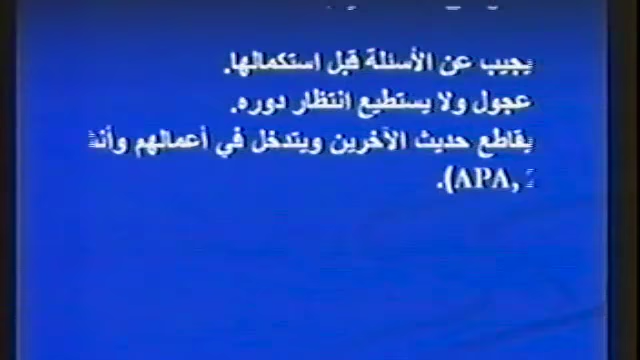 يجيب عن الأسئلة قبل استكمالها.
عجول ولا يستطيع انتظار دوره.
يقاطع حديث الآخرين ويتدخل في أعمالهم
(APA,